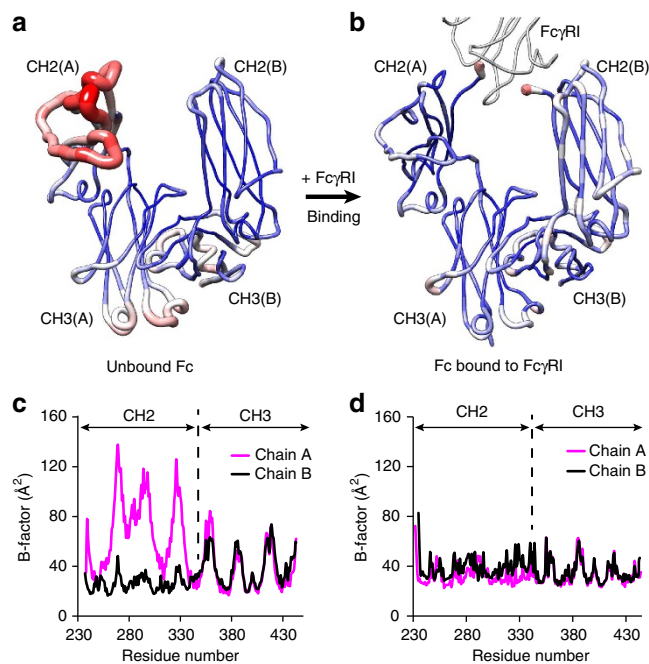 a
b
FcγRI
CH2(A)
CH2(B)
CH2(A)
CH2(B)
+ FcγRI
Binding
CH3(A)
CH3(B)
CH3(A)
CH3(B)
Unbound Fc
Fc bound to FcγRI
c
160
120
80
40
0
B-factor (Å²)
CH2
CH3
Chain A
Chain B
230
280
330
380
430
Residue number
d
160
120
80
40
0
B-factor (Å²)
CH2
CH3
Chain A
Chain B
230
280
330
380
430
Residue number